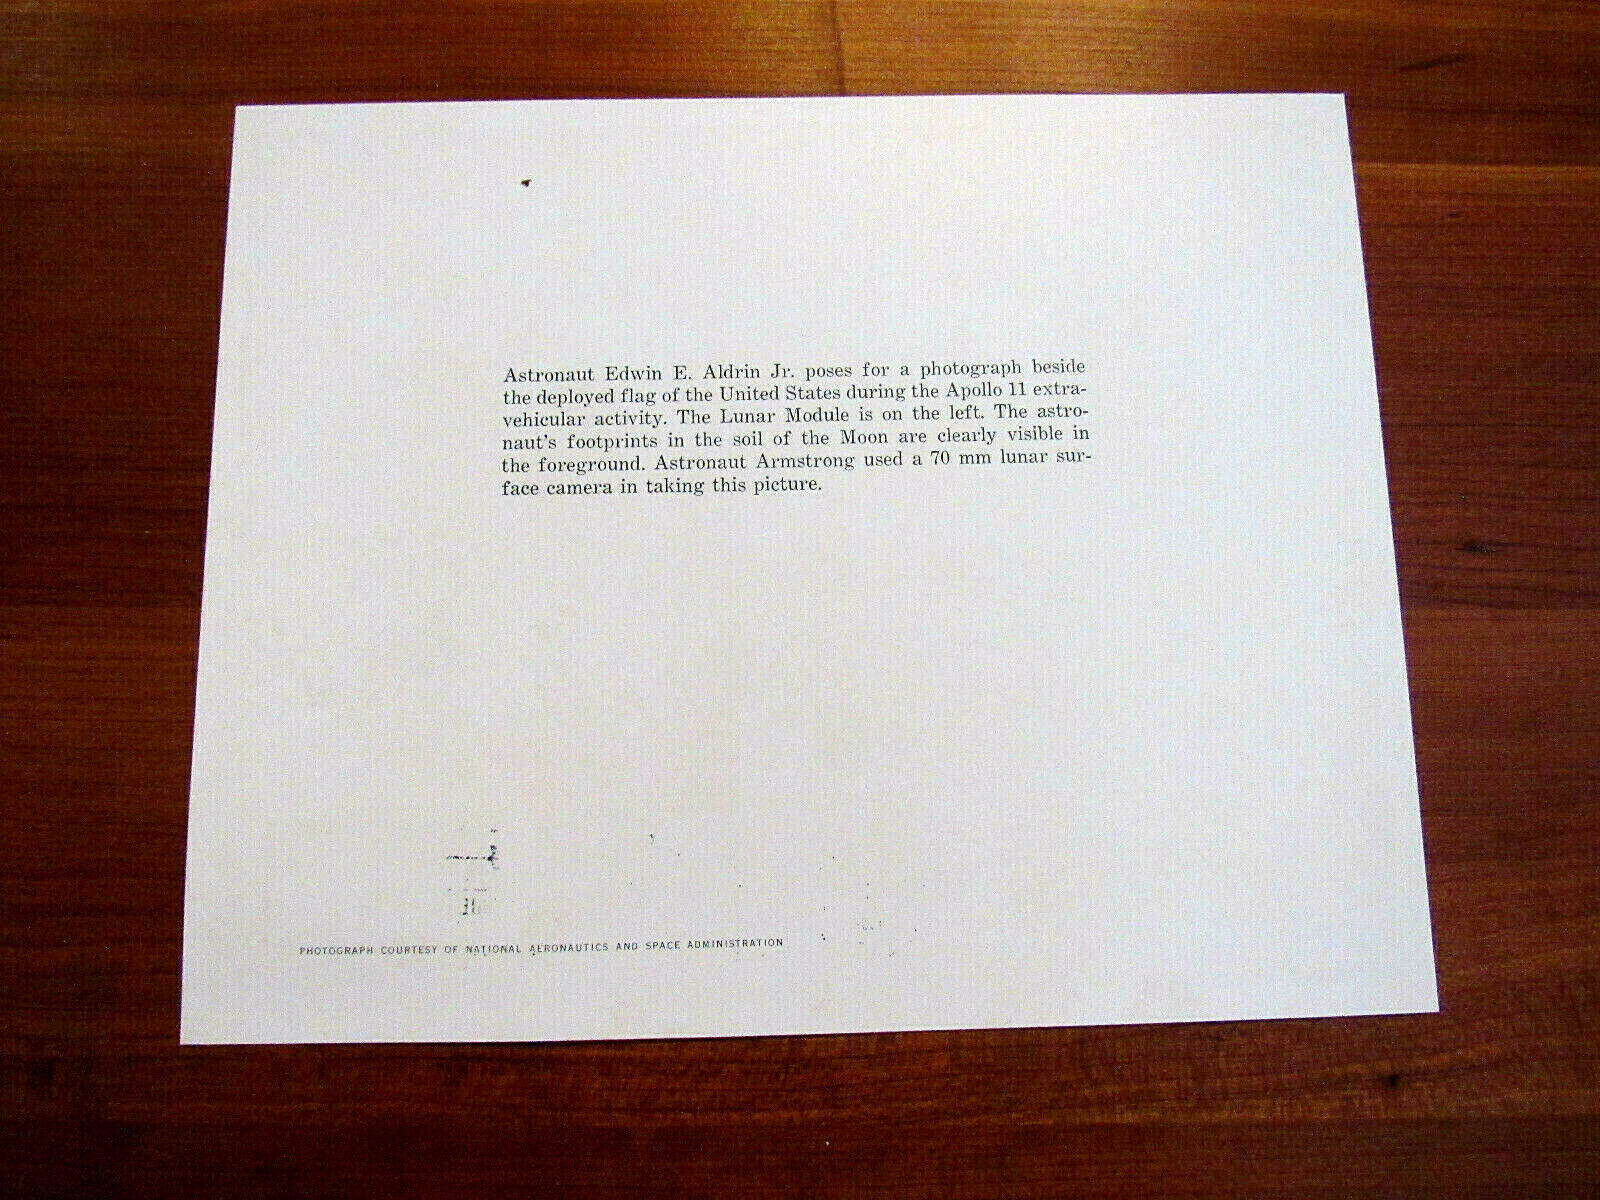 Astronaut Edwin E. Aldrin Jr. poses for a photograph beside
the deployed flag of the United States during the Apollo 11 extra-
vehicular activity. The Lunar Module is on the left. The astro-
naut's footprints in the soil of the Moon are clearly visible in
the foreground. Astronaut Armstrong used a 70 mm lunar sur-
face camera in taking this picture.
PHOTOGRAPH COURTESY OF NATIONAL AERONAUTICS AND SPACE ADMINISTRATION